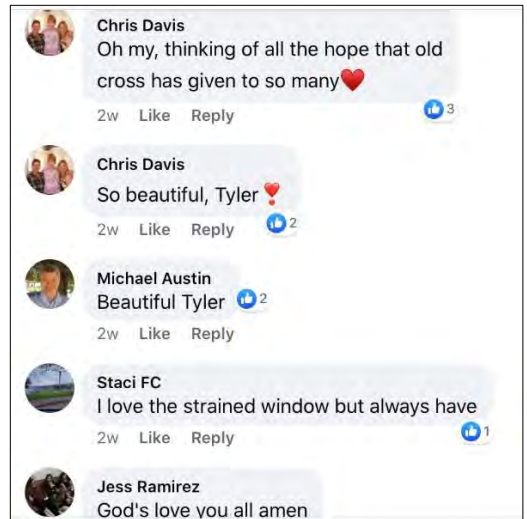 Chris Davis
Oh my, thinking of all the hope that old
cross has given to so many❤️
2w Like Reply 3
Chris Davis
So beautiful, Tyler ❣️
2w Like Reply 2
Michael Austin
Beautiful Tyler 2
2w Like Reply
Staci FC
I love the strained window but always have
2w Like Reply 1
Jess Ramirez
God's love you all amen